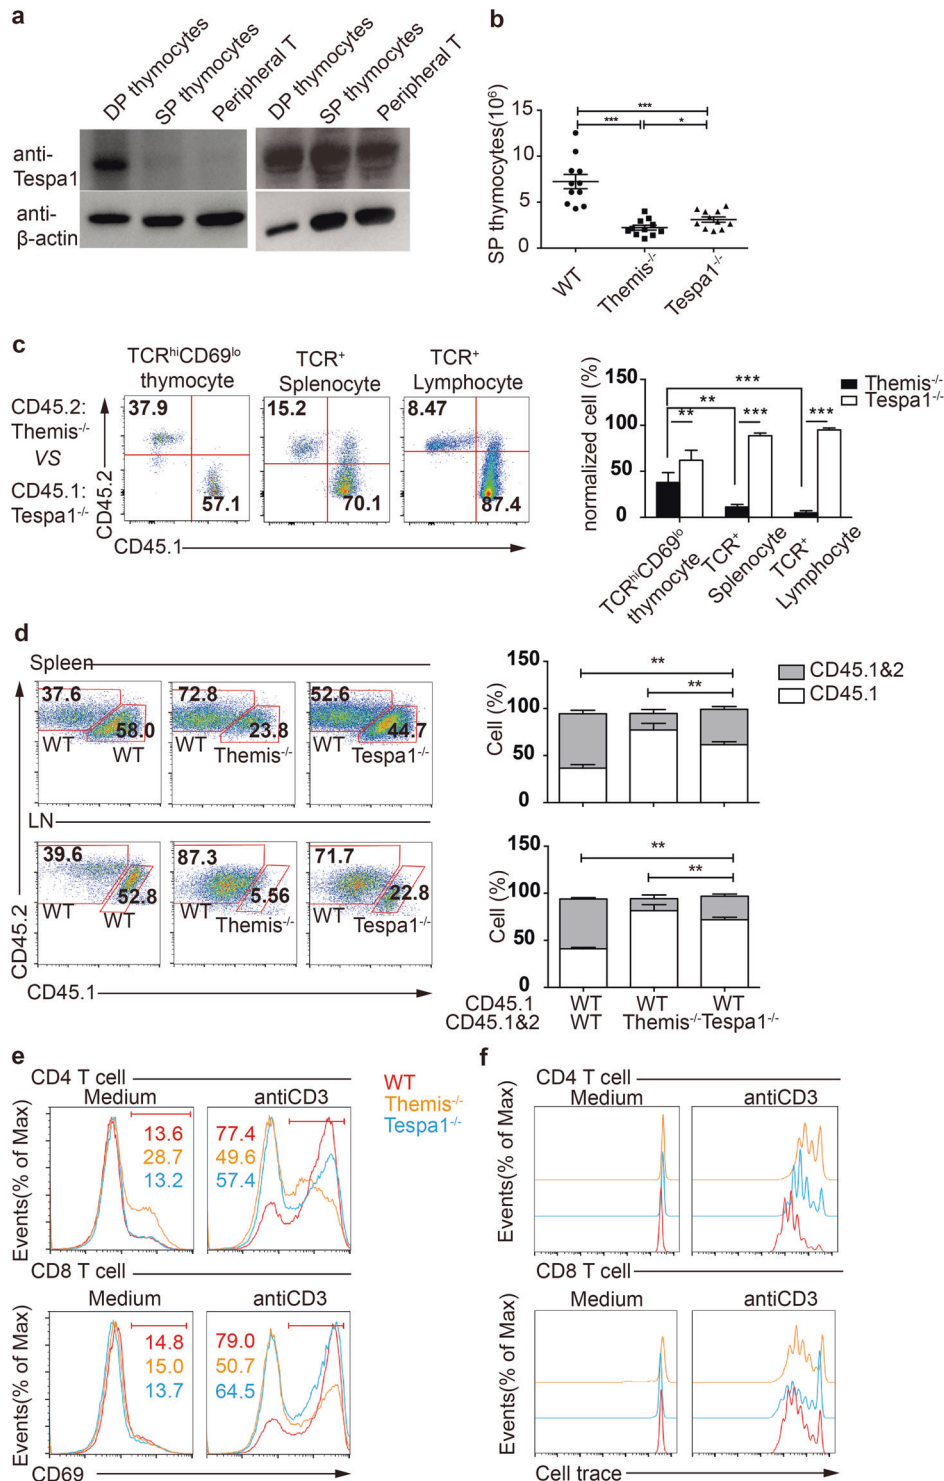 a
DP thymocytes
SP thymocytes
Peripheral T
DP thymocytes
SP thymocytes
Peripheral T
anti-
Tespa1
anti-
β-actin
b
SP thymocytes(10⁶)
15
10
5
0
***
***
*
WT
Themis⁻/⁻
Tespa1⁻/⁻
c
TCRʰⁱCD69ˡᵒ
thymocyte
TCR⁺
Splenocyte
TCR⁺
Lymphocyte
CD45.2:
Themis⁻/⁻
VS
CD45.1:
Tespa1⁻/⁻
CD45.2
37.9
57.1
15.2
70.1
8.47
87.4
CD45.1
normalized cell (%)
150
100
50
0
***
**
**
***
***
Themis⁻/⁻
Tespa1⁻/⁻
TCRʰⁱCD69ˡᵒ
thymocyte
TCR⁺
Splenocyte
TCR⁺
Lymphocyte
d
Spleen
37.6
58.0
WT
WT
72.8
23.8
WT
Themis⁻/⁻
52.6
44.7
WT
Tespa1⁻/⁻
LN
39.6
52.8
WT
WT
87.3
5.56
WT
Themis⁻/⁻
71.7
22.8
WT
Tespa1⁻/⁻
CD45.2
CD45.1
Cell (%)
150
100
50
0
**
**
CD45.1&2
CD45.1
Cell (%)
150
100
50
0
**
**
CD45.1 WT WT WT
CD45.1&2 WT Themis⁻/⁻ Tespa1⁻/⁻
e
CD4 T cell
Medium
antiCD3
Events(% of Max)
13.6
28.7
13.2
77.4
49.6
57.4
WT
Themis⁻/⁻
Tespa1⁻/⁻
CD8 T cell
Medium
antiCD3
Events(% of Max)
14.8
15.0
13.7
79.0
50.7
64.5
CD69
f
CD4 T cell
Medium
antiCD3
Events(% of Max)
CD8 T cell
Medium
antiCD3
Events(% of Max)
Cell trace